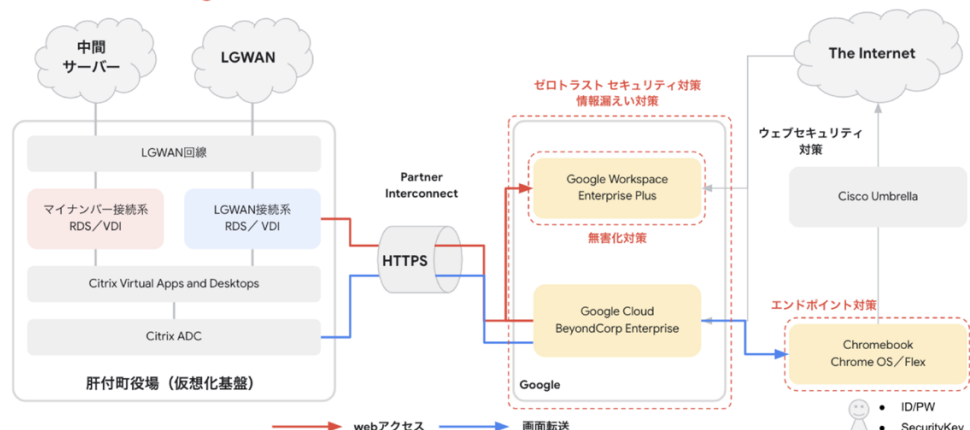 中間
サーバー
LGWAN
The Internet
ゼロトラスト セキュリティ対策
情報漏えい対策
ウェブセキュリティ
対策
LGWAN回線
Partner
Interconnect
Google Workspace
Enterprise Plus
Cisco Umbrella
マイナンバー接続系
RDS／VDI
LGWAN接続系
RDS／ VDI
無害化対策
HTTPS
Citrix Virtual Apps and Desktops
Google Cloud
BeyondCorp Enterprise
エンドポイント対策
Citrix ADC
Chromebook
Chrome OS／Flex
肝付町役場（仮想化基盤）
Google
webアクセス
画面転送
● ID/PW
● SecurityKey